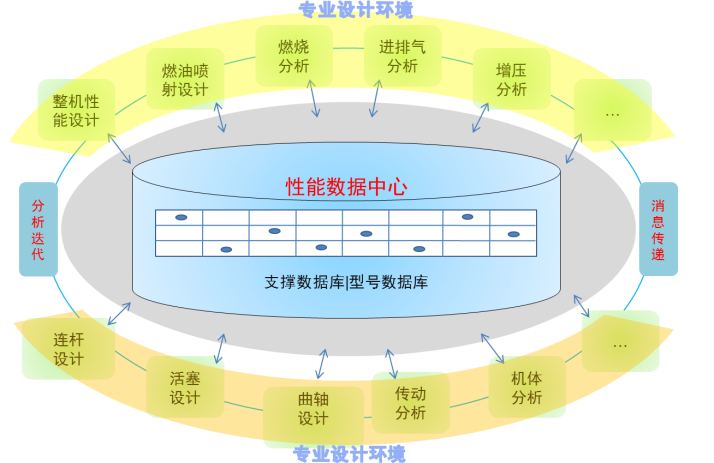 专业设计环境
燃烧
分析
进排气
分析
燃油喷
射设计
增压
分析
整机性
能设计
...
性能数据中心
分
析
迭
代
消
息
传
递
支撑数据库|型号数据库
连杆
设计
...
活塞
设计
机体
分析
曲轴
设计
传动
分析
专业设计环境